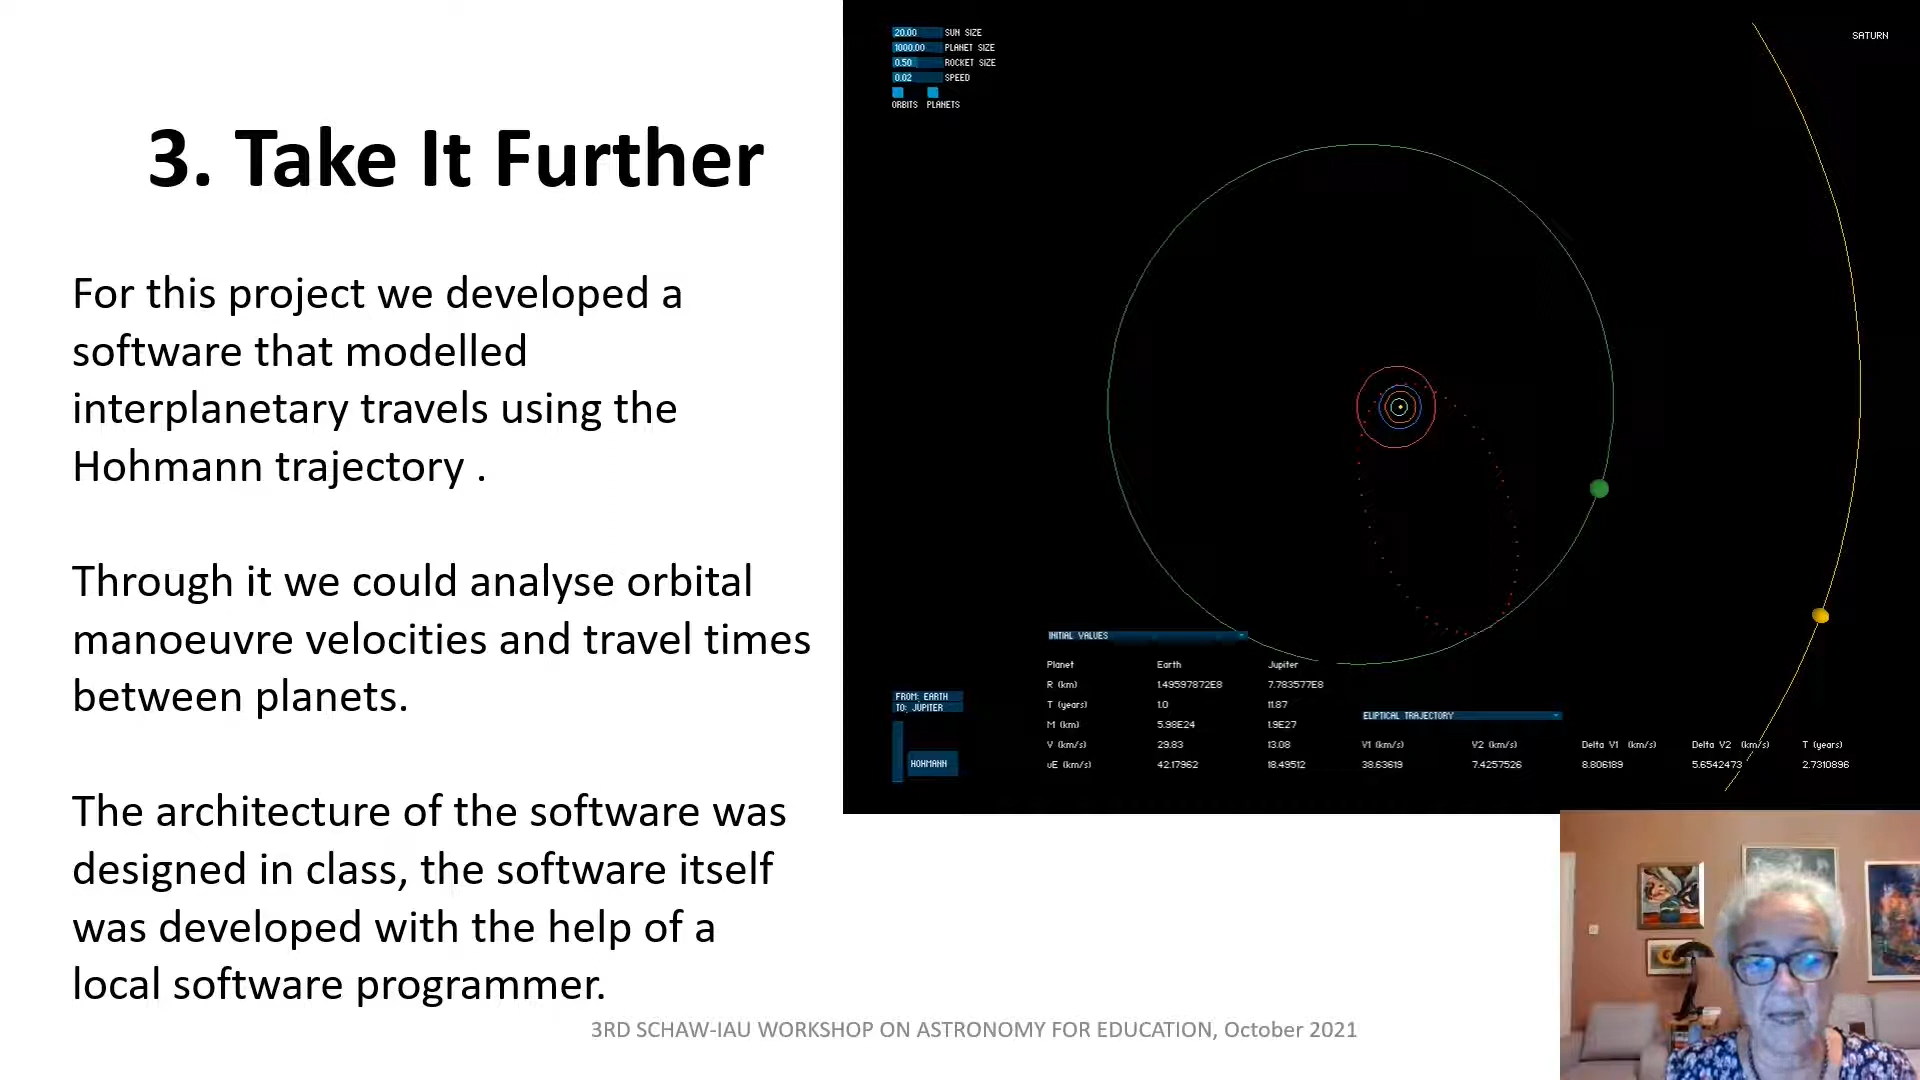 3. Take It Further
For this project we developed a
software that modelled
interplanetary travels using the
Hohmann trajectory .
Through it we could analyse orbital
manoeuvre velocities and travel times
between planets.
The architecture of the software was
designed in class, the software itself
was developed with the help of a
local software programmer.
20.00 SUN SIZE
1000.00 PLANET SIZE
0.50 ROCKET SIZE
0.02 SPEED
ORBITS PLANETS
SATURN
FROM: EARTH
TO: JUPITER
HOHMANN
INITIAL VALUES
Planet Earth Jupiter
R (km) 1.49597872E8 7.783577E8
T (years) 1.0 11.87
M (km) 5.98E24 1.9E27
V (km/s) 29.83 13.08
vE (km/s) 42.17962 18.49512
ELIPTICAL TRAJECTORY
V1 (km/s) V2 (km/s) Delta V1 (km/s) Delta V2 (km/s) T (years)
38.63619 7.4257526 8.806189 5.6542473 2.7310896
3RD SCHAW-IAU WORKSHOP ON ASTRONOMY FOR EDUCATION, October 2021